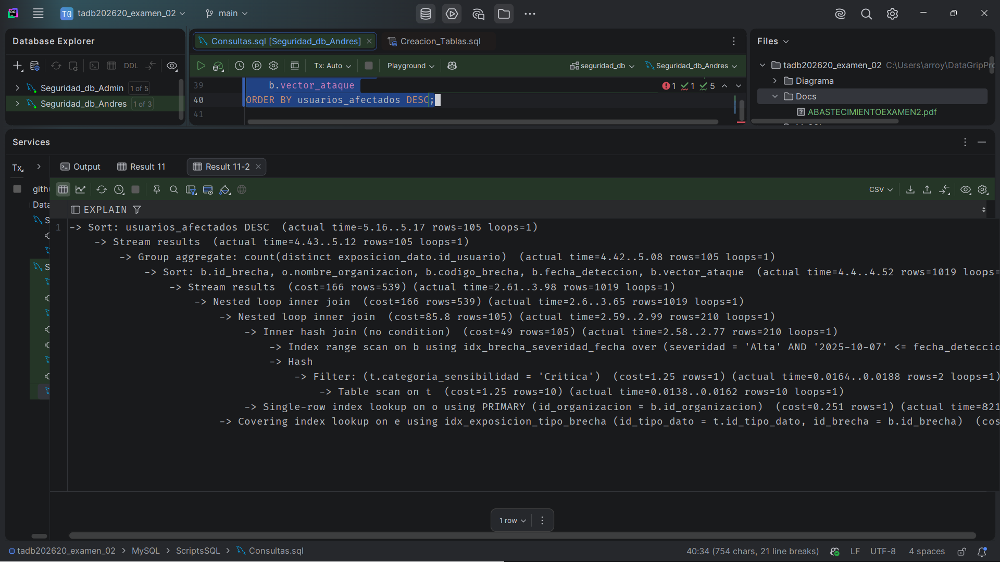 T0 tadb202620_examen_02 main
Database Explorer
DDL
Seguridad_db_Admin 1 of 5
Seguridad_db_Andres 1 of 3
Consultas.sql [Seguridad_db_Andres]
Creacion_Tablas.sql
Tx: Auto Playground seguridad_db Seguridad_db_Andres
39 b.vector_ataque
1 1 5
40 ORDER BY usuarios_afectados DESC;
41
Files
tadb202620_examen_02 C:\Users\arroy\DataGripPro
Diagrama
Docs
ABASTECIMIENTOEXAMEN2.pdf
Services
Tx
Output Result 11 Result 11-2
gith
Data
S
S
CSV
EXPLAIN
1 -> Sort: usuarios_afectados DESC (actual time=5.16..5.17 rows=105 loops=1)
-> Stream results (actual time=4.43..5.12 rows=105 loops=1)
-> Group aggregate: count(distinct exposicion_dato.id_usuario) (actual time=4.42..5.08 rows=105 loops=1)
-> Sort: b.id_brecha, o.nombre_organizacion, b.codigo_brecha, b.fecha_deteccion, b.vector_ataque (actual time=4.4..4.52 rows=1019 loops=
-> Stream results (cost=166 rows=539) (actual time=2.61..3.98 rows=1019 loops=1)
-> Nested loop inner join (cost=166 rows=539) (actual time=2.6..3.65 rows=1019 loops=1)
-> Nested loop inner join (cost=85.8 rows=105) (actual time=2.59..2.99 rows=210 loops=1)
-> Inner hash join (no condition) (cost=49 rows=105) (actual time=2.58..2.77 rows=210 loops=1)
-> Index range scan on b using idx_brecha_severidad_fecha over (severidad = 'Alta' AND '2025-10-07' <= fecha_deteccio
-> Hash
-> Filter: (t.categoria_sensibilidad = 'Critica') (cost=1.25 rows=1) (actual time=0.0164..0.0188 rows=2 loops=1)
-> Table scan on t (cost=1.25 rows=10) (actual time=0.0138..0.0162 rows=10 loops=1)
-> Single-row index lookup on o using PRIMARY (id_organizacion = b.id_organizacion) (cost=0.251 rows=1) (actual time=821
-> Covering index lookup on e using idx_exposicion_tipo_brecha (id_tipo_dato = t.id_tipo_dato, id_brecha = b.id_brecha) (cos
1 row
tadb202620_examen_02 > MySQL > ScriptsSQL > Consultas.sql
40:34 (754 chars, 21 line breaks) LF UTF-8 4 spaces